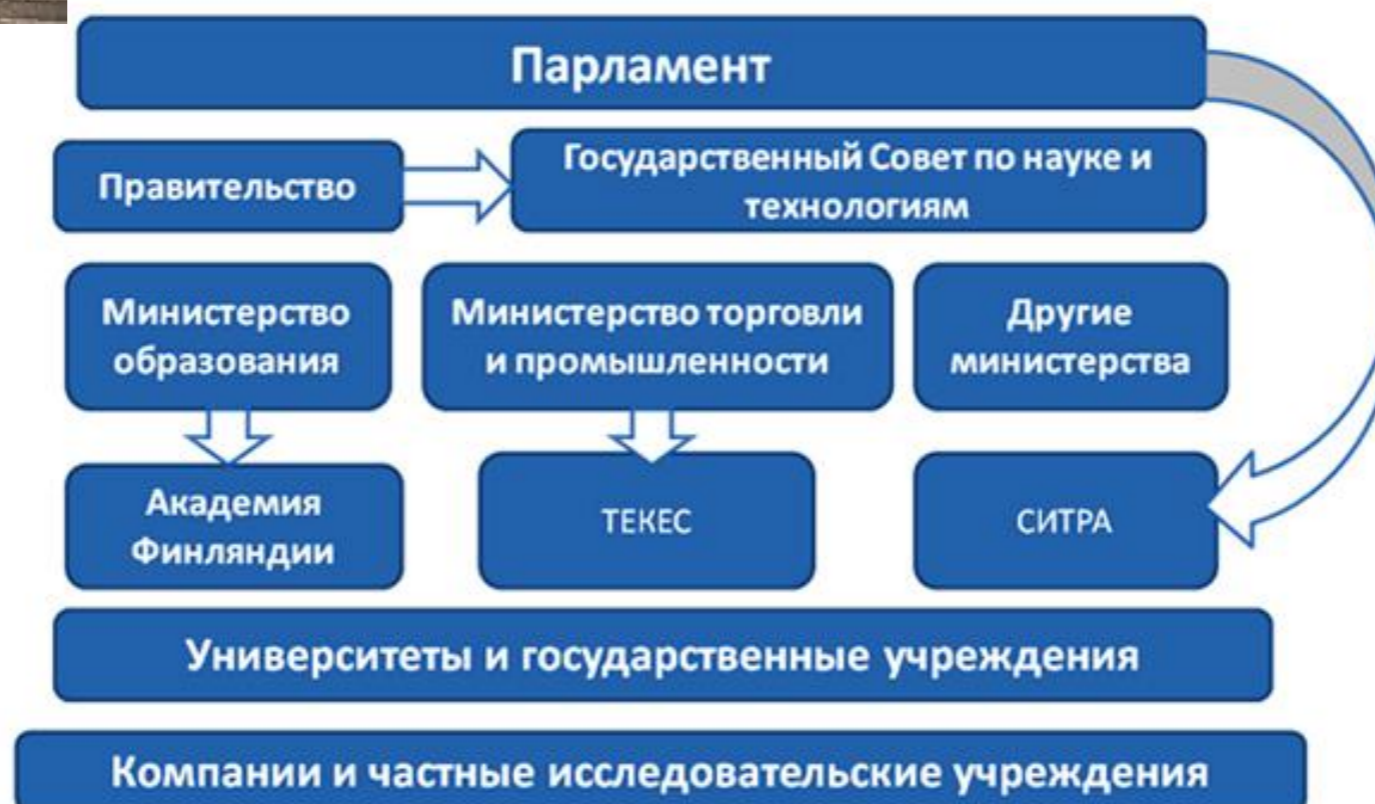 Парламент
Правительство
Государственный Совет по науке и
технологиям
Министерство
образования
Министерство торговли
и промышленности
Другие
министерства
Академия
Финляндии
ТЕКЕС
СИТРА
Университеты и государственные учреждения
Компании и частные исследовательские учреждения